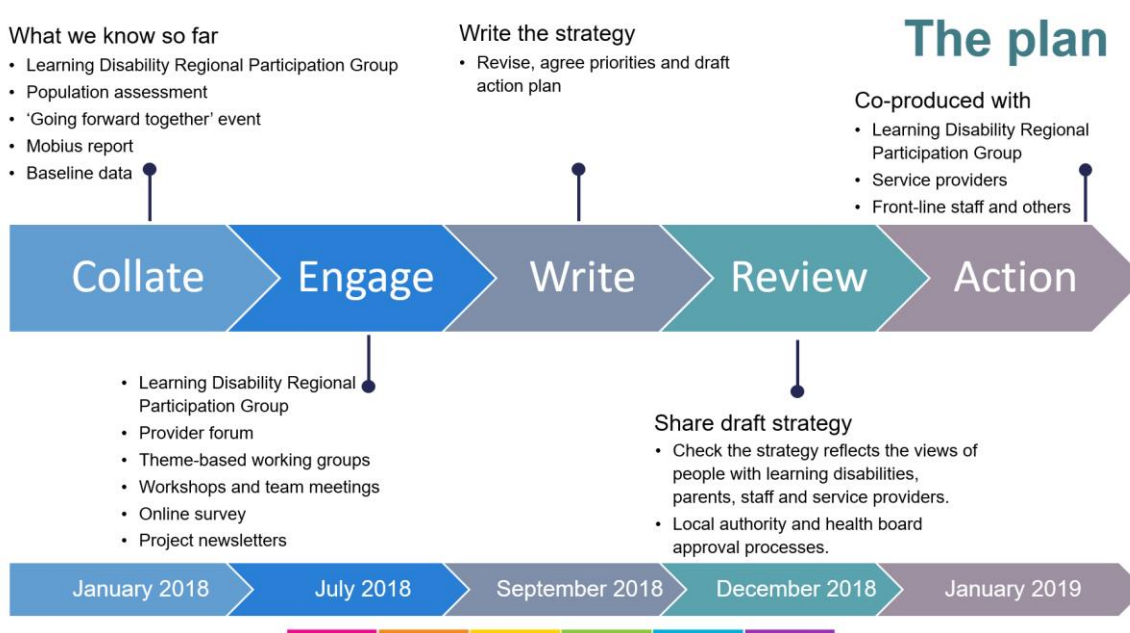 The plan
What we know so far
• Learning Disability Regional Participation Group
• Population assessment
• ‘Going forward together’ event
• Mobius report
• Baseline data
Write the strategy
• Revise, agree priorities and draft
action plan
Co-produced with
• Learning Disability Regional
Participation Group
• Service providers
• Front-line staff and others
Collate
Engage
Write
Review
Action
• Learning Disability Regional
Participation Group
• Provider forum
• Theme-based working groups
• Workshops and team meetings
• Online survey
• Project newsletters
Share draft strategy
• Check the strategy reflects the views of
people with learning disabilities,
parents, staff and service providers.
• Local authority and health board
approval processes.
January 2018
July 2018
September 2018
December 2018
January 2019